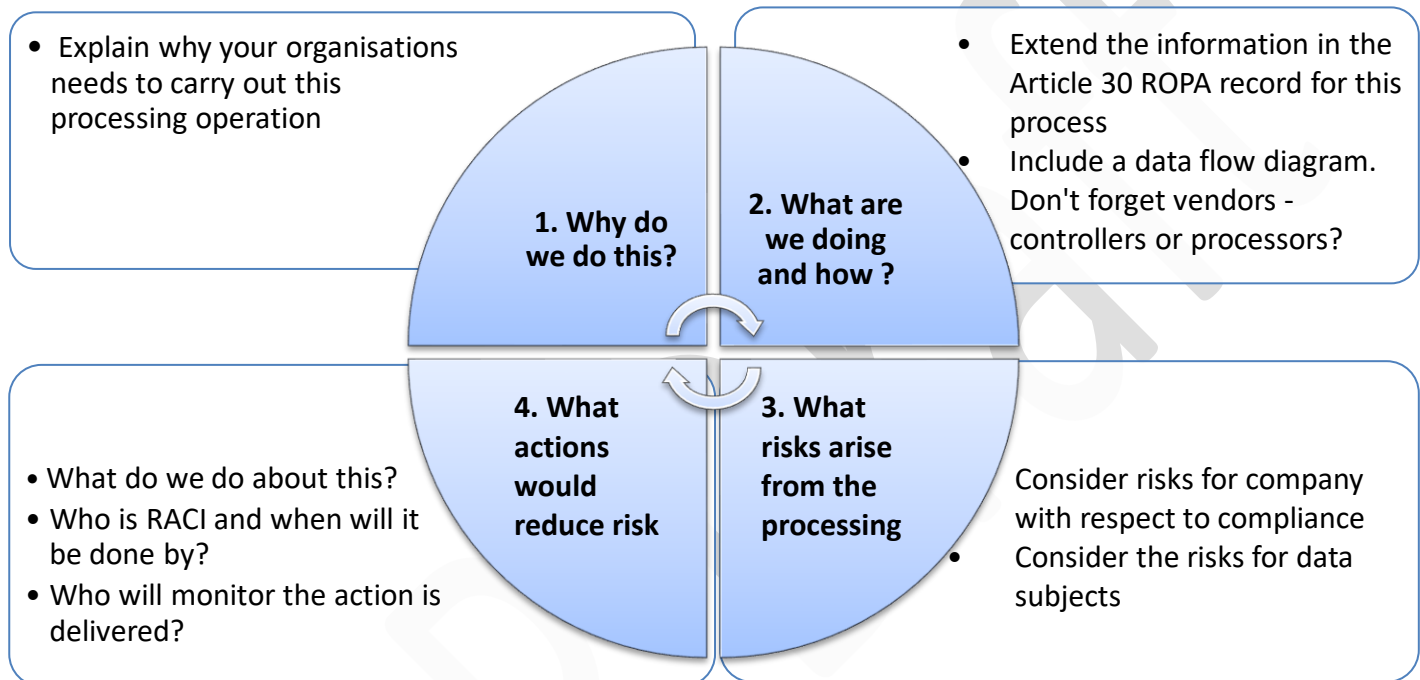 • Explain why your organisations
needs to carry out this
processing operation
1. Why do
we do this?
2. What are
we doing
and how ?
• Extend the information in the
Article 30 ROPA record for this
process
• Include a data flow diagram.
Don't forget vendors -
controllers or processors?
• What do we do about this?
• Who is RACI and when will it
be done by?
• Who will monitor the action is
delivered?
4. What
actions
would
reduce risk
3. What
risks arise
from the
processing
Consider risks for company
with respect to compliance
• Consider the risks for data
subjects